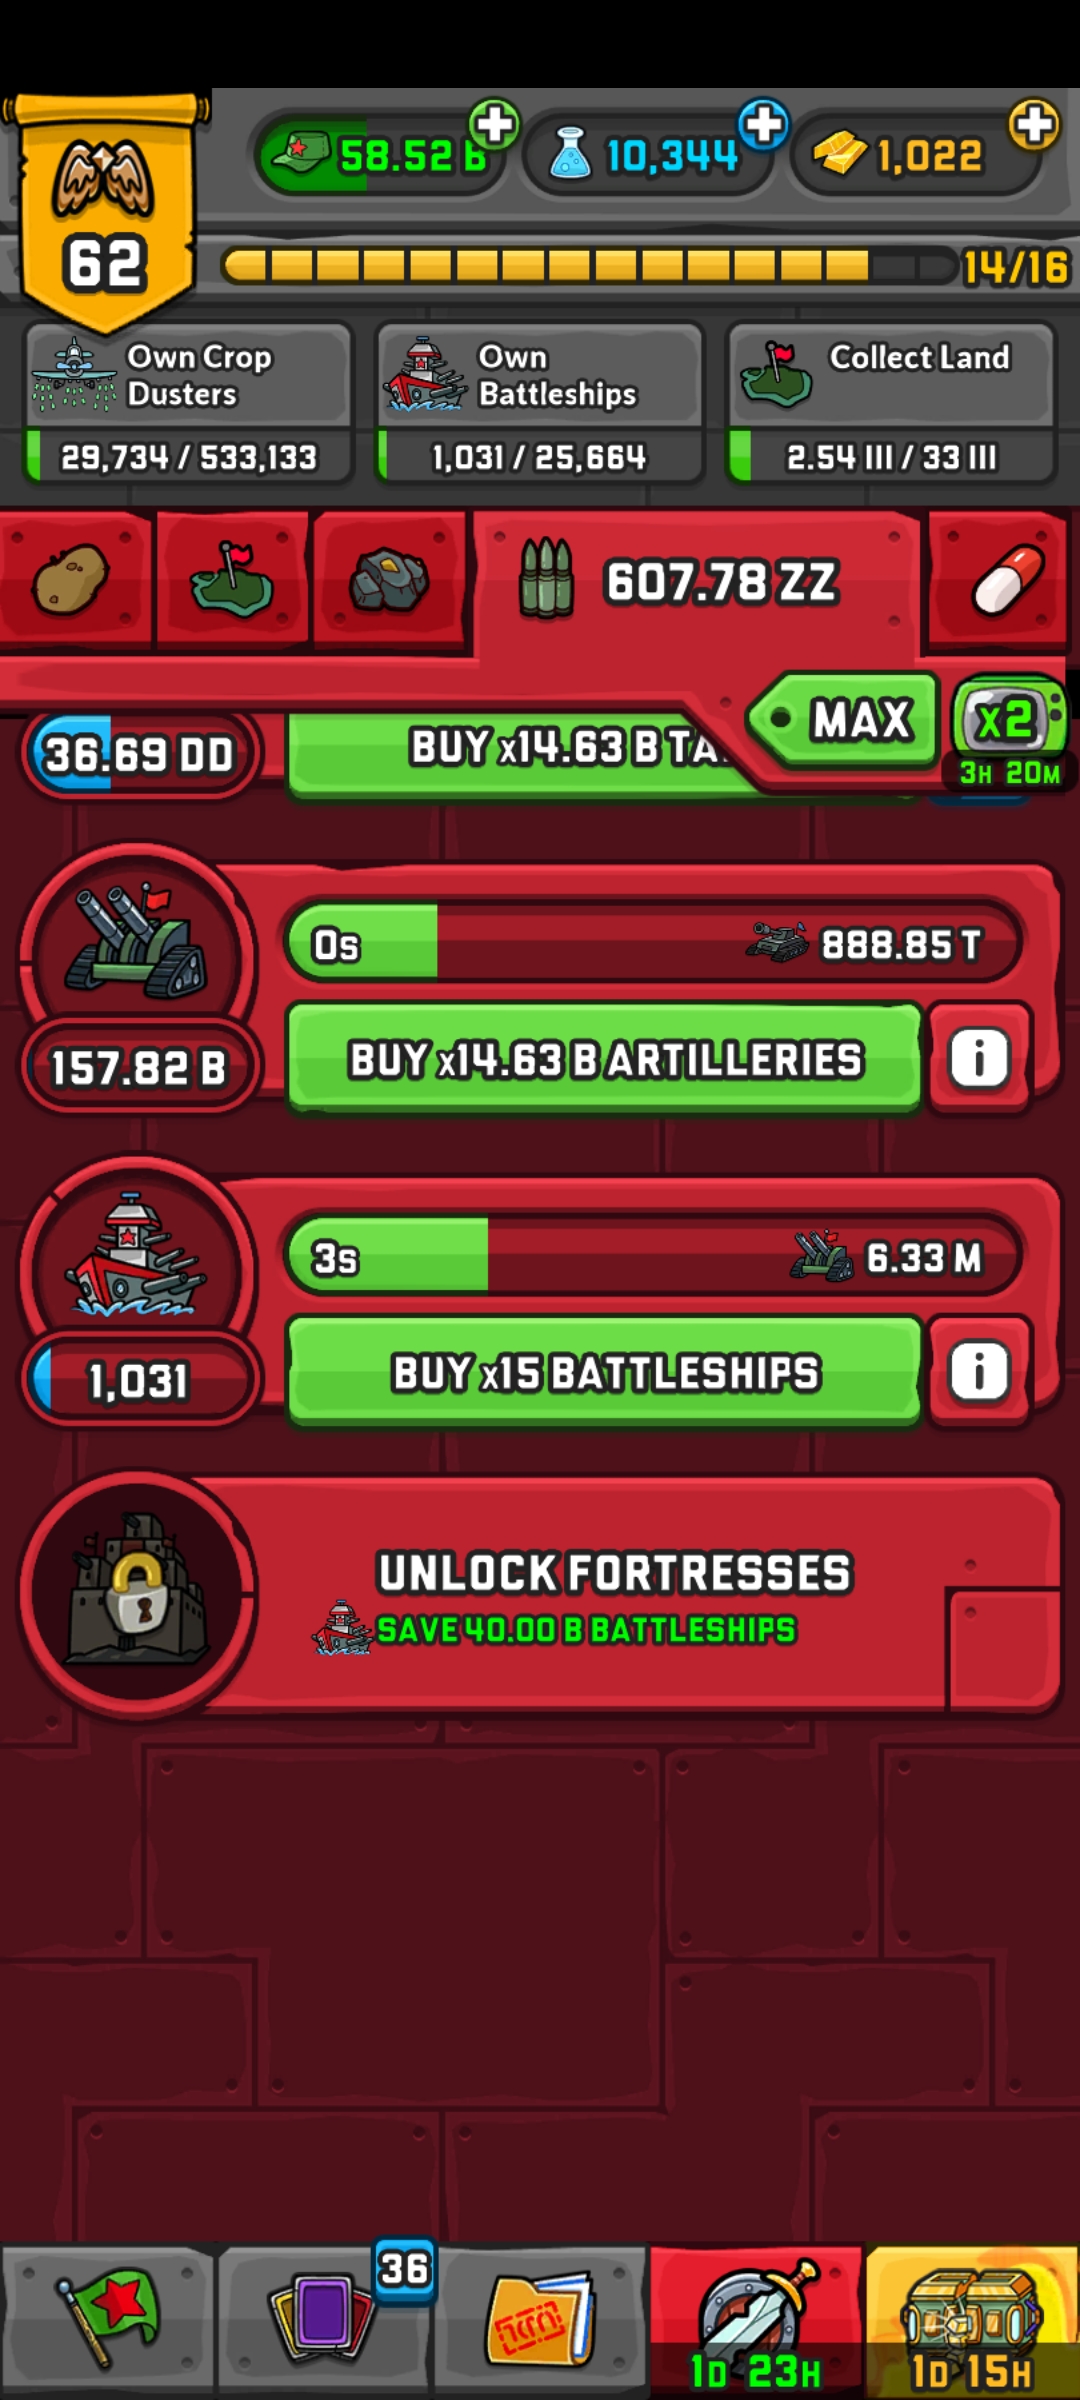 58.52 B
10,344
1,022
62
14/16
Own Crop
Dusters
29,734 / 533,133
Own
Battleships
1,031 / 25,664
Collect Land
2.54 III / 33 III
607.78 ZZ
MAX
x2
3H 20M
36.69 DD
BUY x14.63 B TA
0s
888.85 T
157.82 B
BUY x14.63 B ARTILLERIES
i
3s
6.33 M
1,031
BUY x15 BATTLESHIPS
i
UNLOCK FORTRESSES
SAVE 40.00 B BATTLESHIPS
36
1D 23H
1D 15H